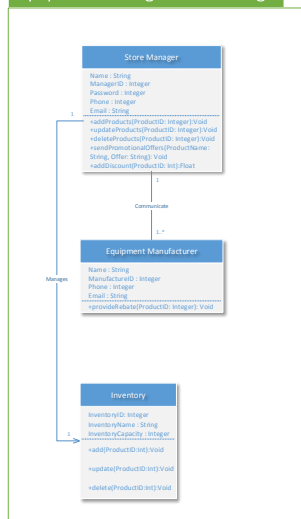 Store Manager
Name : String
ManagerID : Integer
Password : Integer
Phone : Integer
Email : String
+addProducts(ProductID: Integer):Void
+updateProducts(ProductID: Integer):Void
+deleteProducts(ProductID: Integer):Void
+sendPromotionalOffers(ProductName:
String, Offer: String): Void
+addDiscount(ProductID: Int):Float
1
1
Communicate
1..*
Equipment Manufacturer
Name : String
ManufactureID : Integer
Phone : Integer
Email : String
+provideRebate(ProductID: Integer): Void
Manages
Inventory
InventoryID: Integer
InventoryName : String
InventoryCapacity : Integer
1
+add(ProductID:Int):Void
+update(ProductID:Int):Void
+delete(ProductID:Int):Void